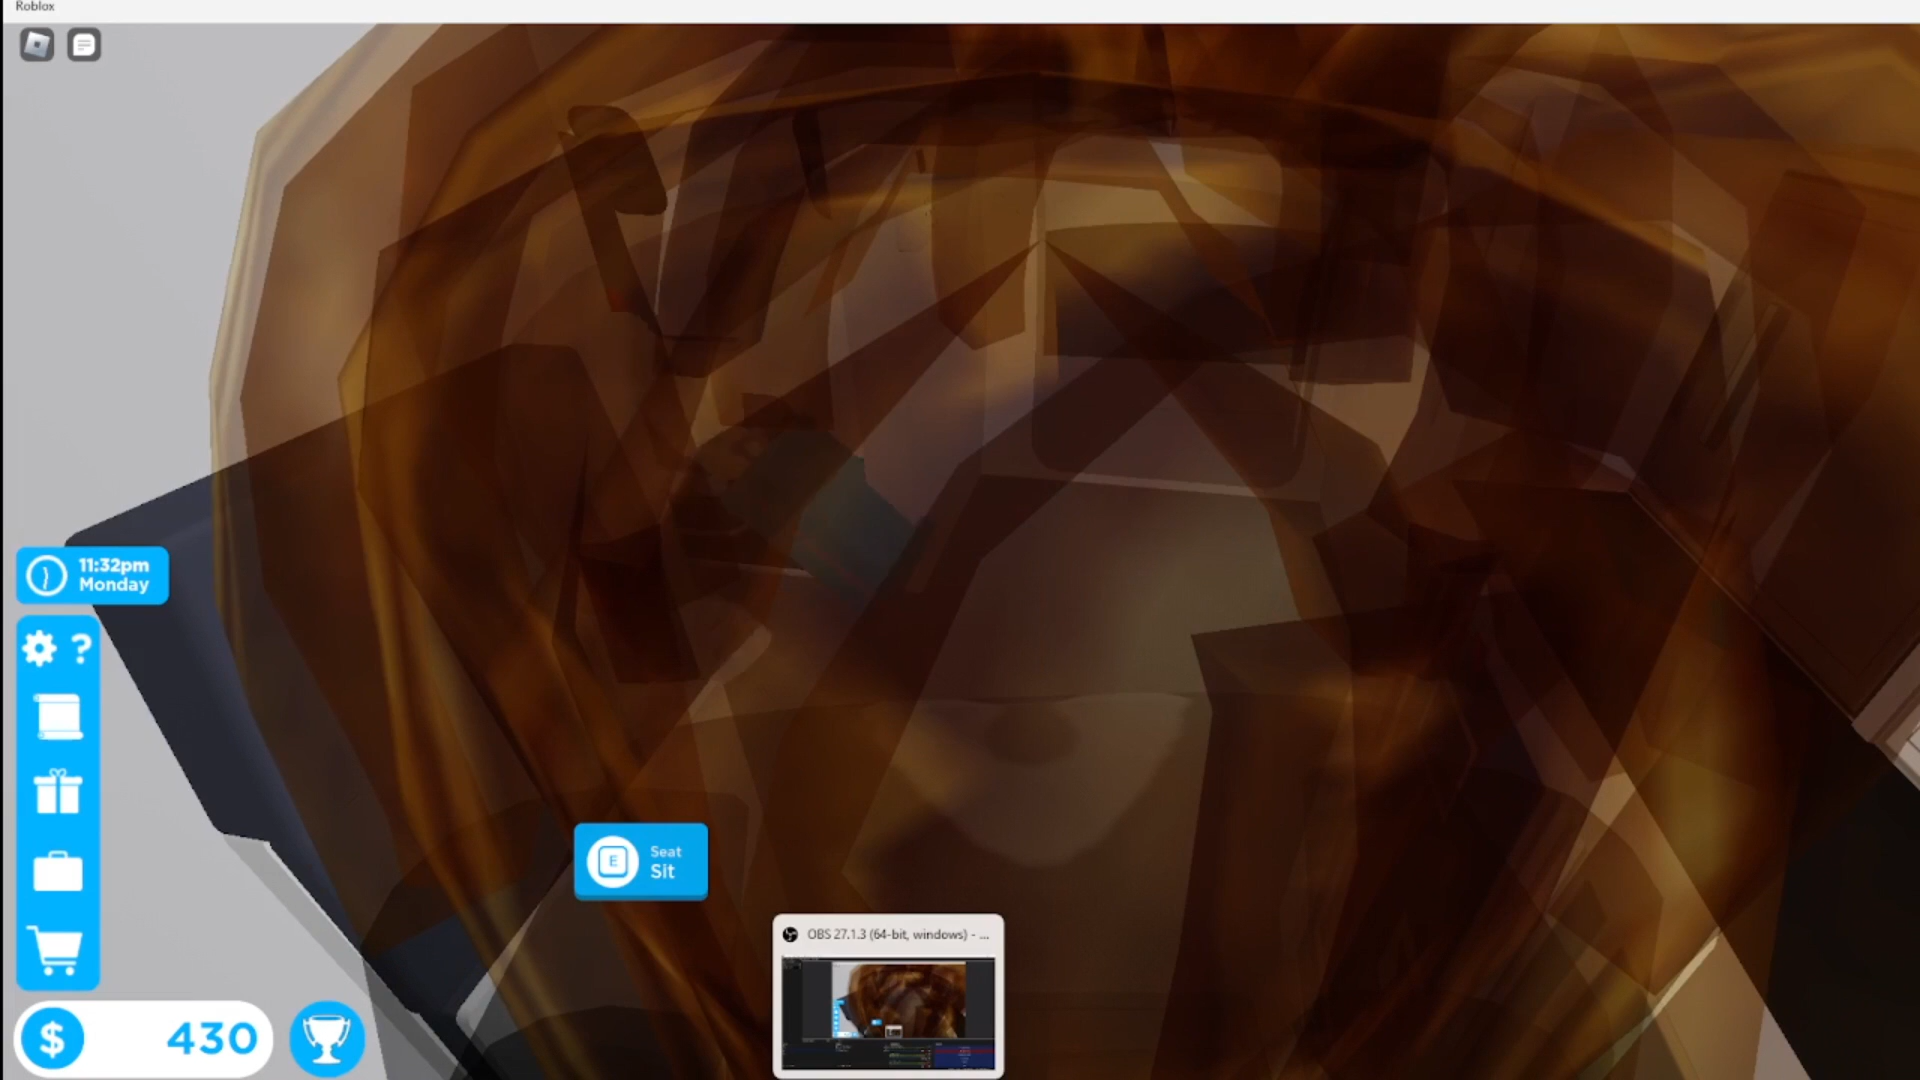 Roblox
11:32pm
Monday
?
E
Seat
Sit
OBS 27.1.3 (64-bit, windows) - ...
$ 430